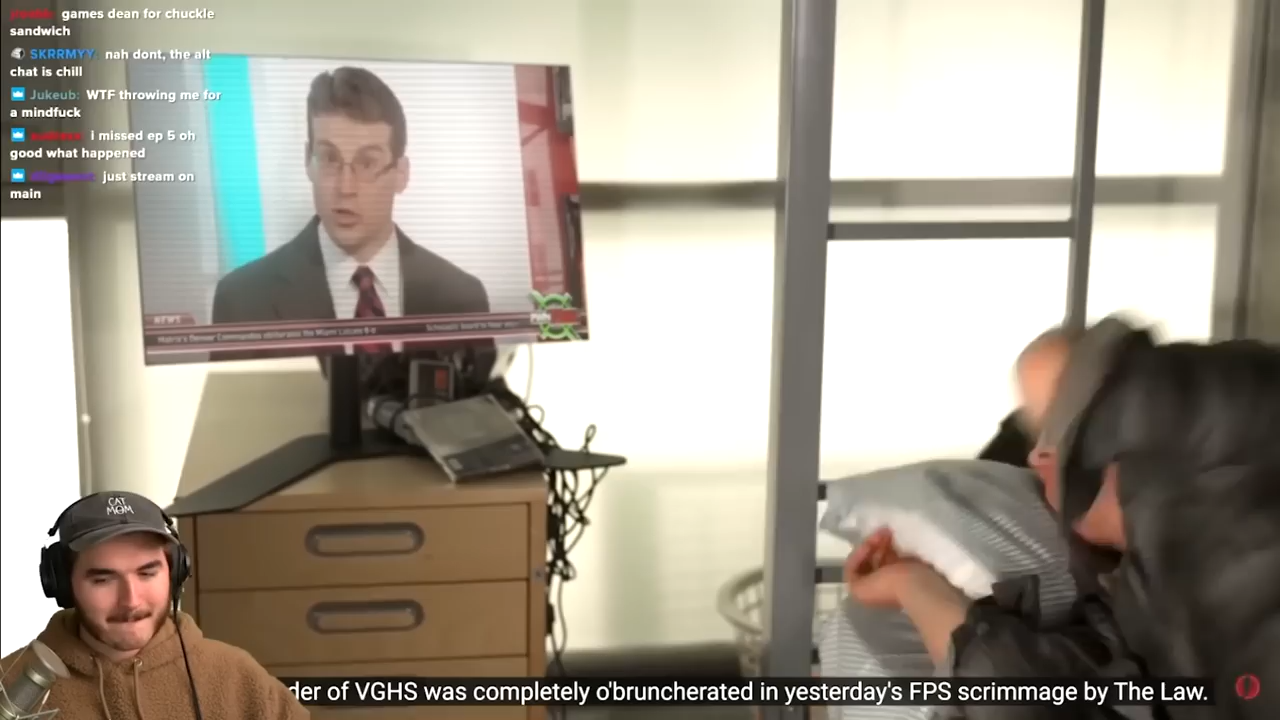 games dean for chuckle
sandwich
SKRRMYY: nah dont, the alt
chat is chill
Jukeub: WTF throwing me for
a mindfuck
i missed ep 5 oh
good what happened
just stream on
main
NEWS
CAT
MOM
der of VGHS was completely o'bruncherated in yesterday's FPS scrimmage by The Law.